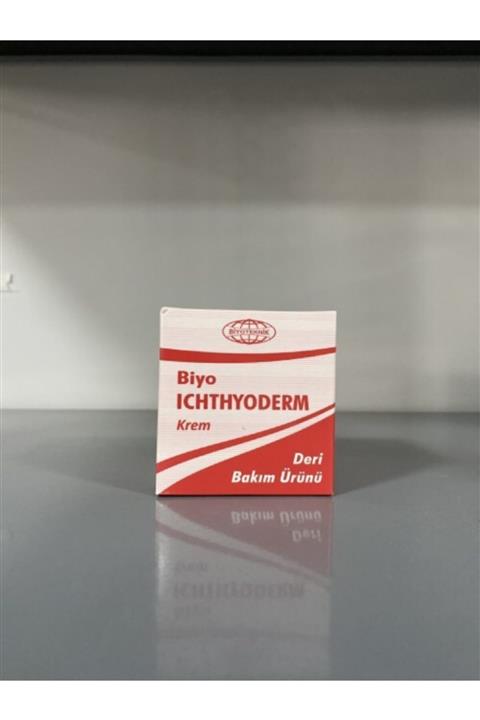 BİYOTEKNİK
Biyo
ICHTHYODERM
Krem
Deri
Bakım Ürünü